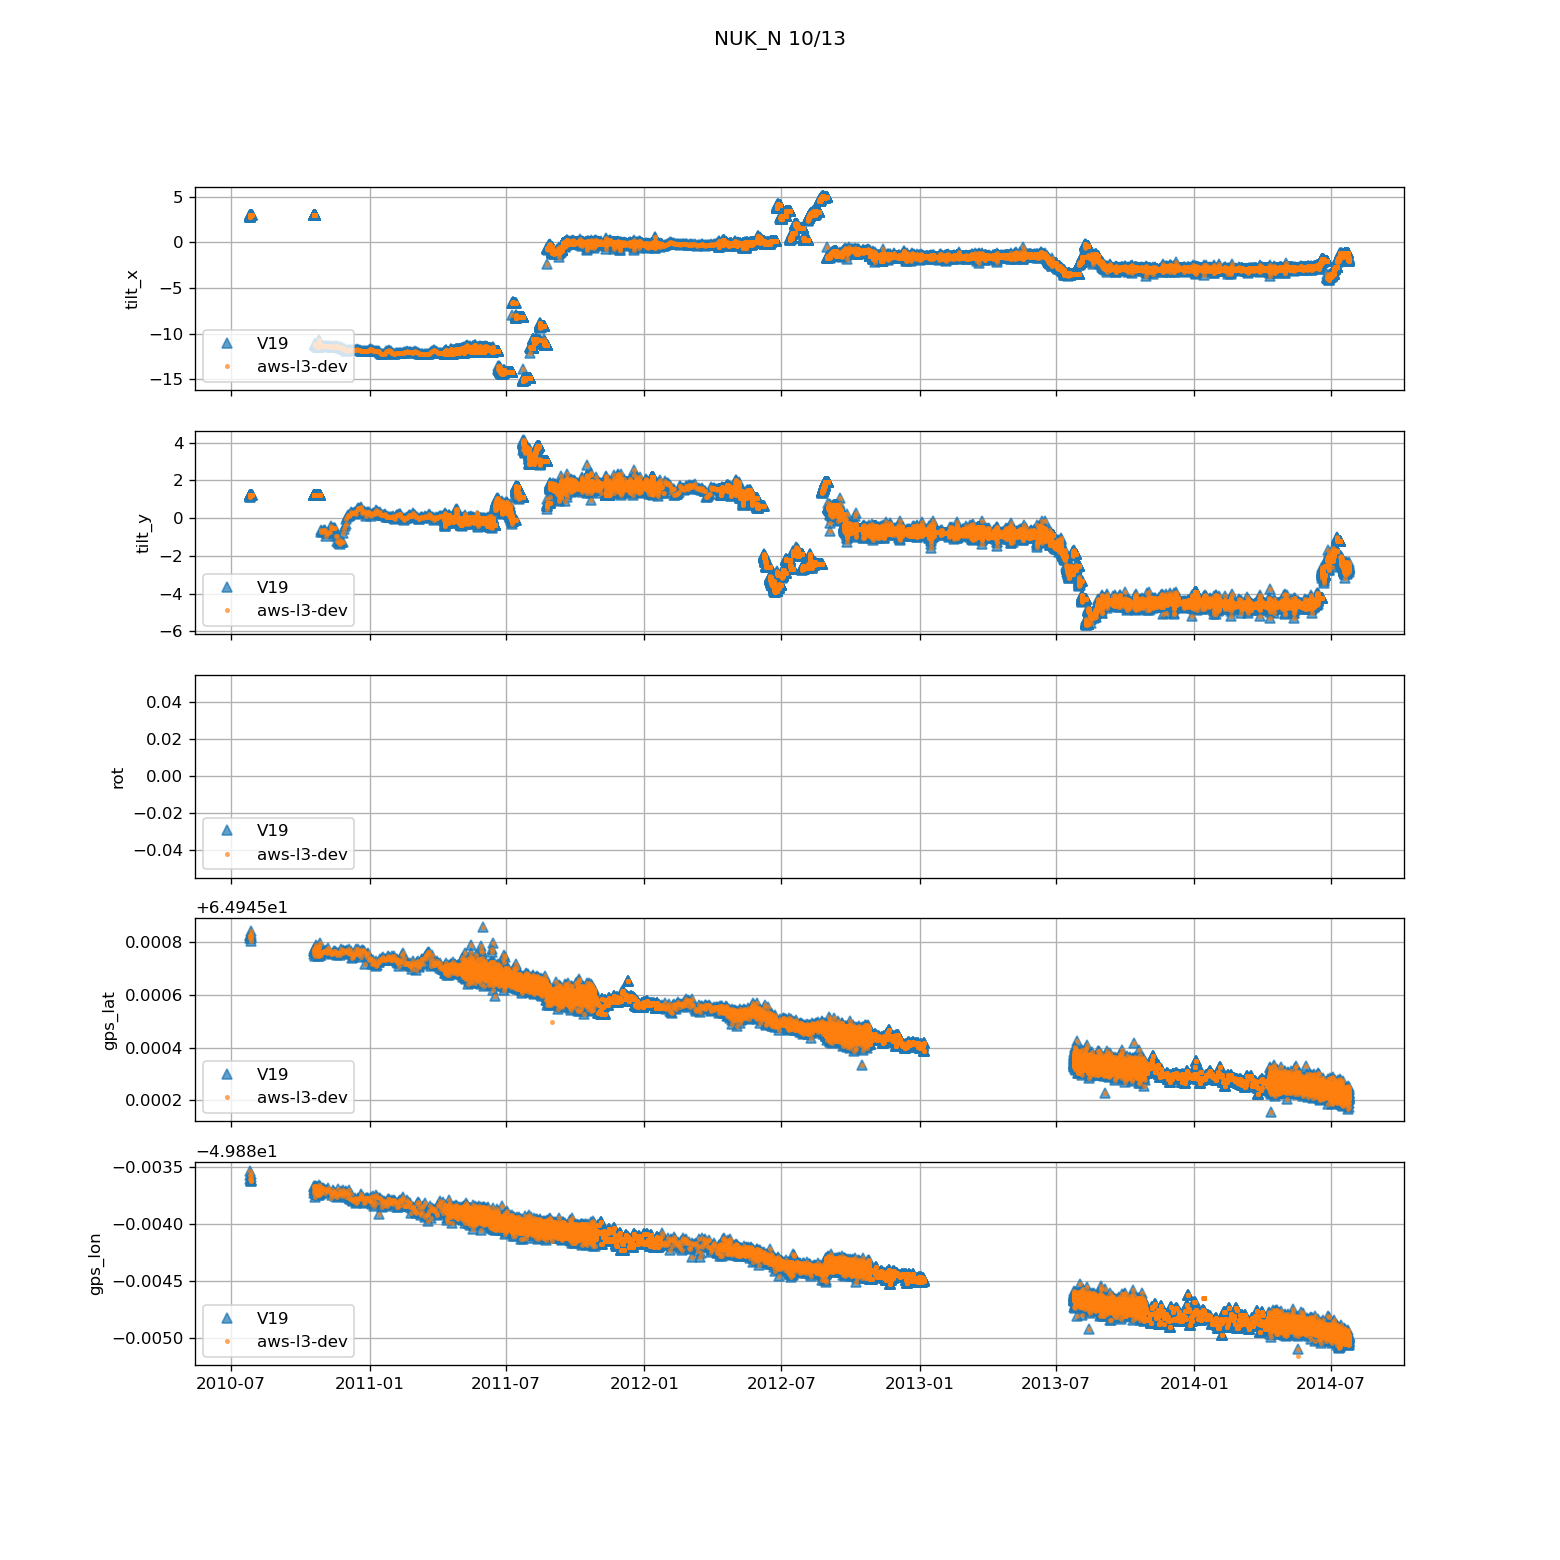 NUK_N 10/13
5
0
−5
−10
−15
tilt_x
V19
aws-l3-dev
4
2
0
−2
−4
−6
tilt_y
V19
aws-l3-dev
0.04
0.02
0.00
−0.02
−0.04
rot
V19
aws-l3-dev
+6.4945e1
0.0008
0.0006
0.0004
0.0002
gps_lat
V19
aws-l3-dev
−4.988e1
−0.0035
−0.0040
−0.0045
−0.0050
gps_lon
V19
aws-l3-dev
2010-07 2011-01 2011-07 2012-01 2012-07 2013-01 2013-07 2014-01 2014-07